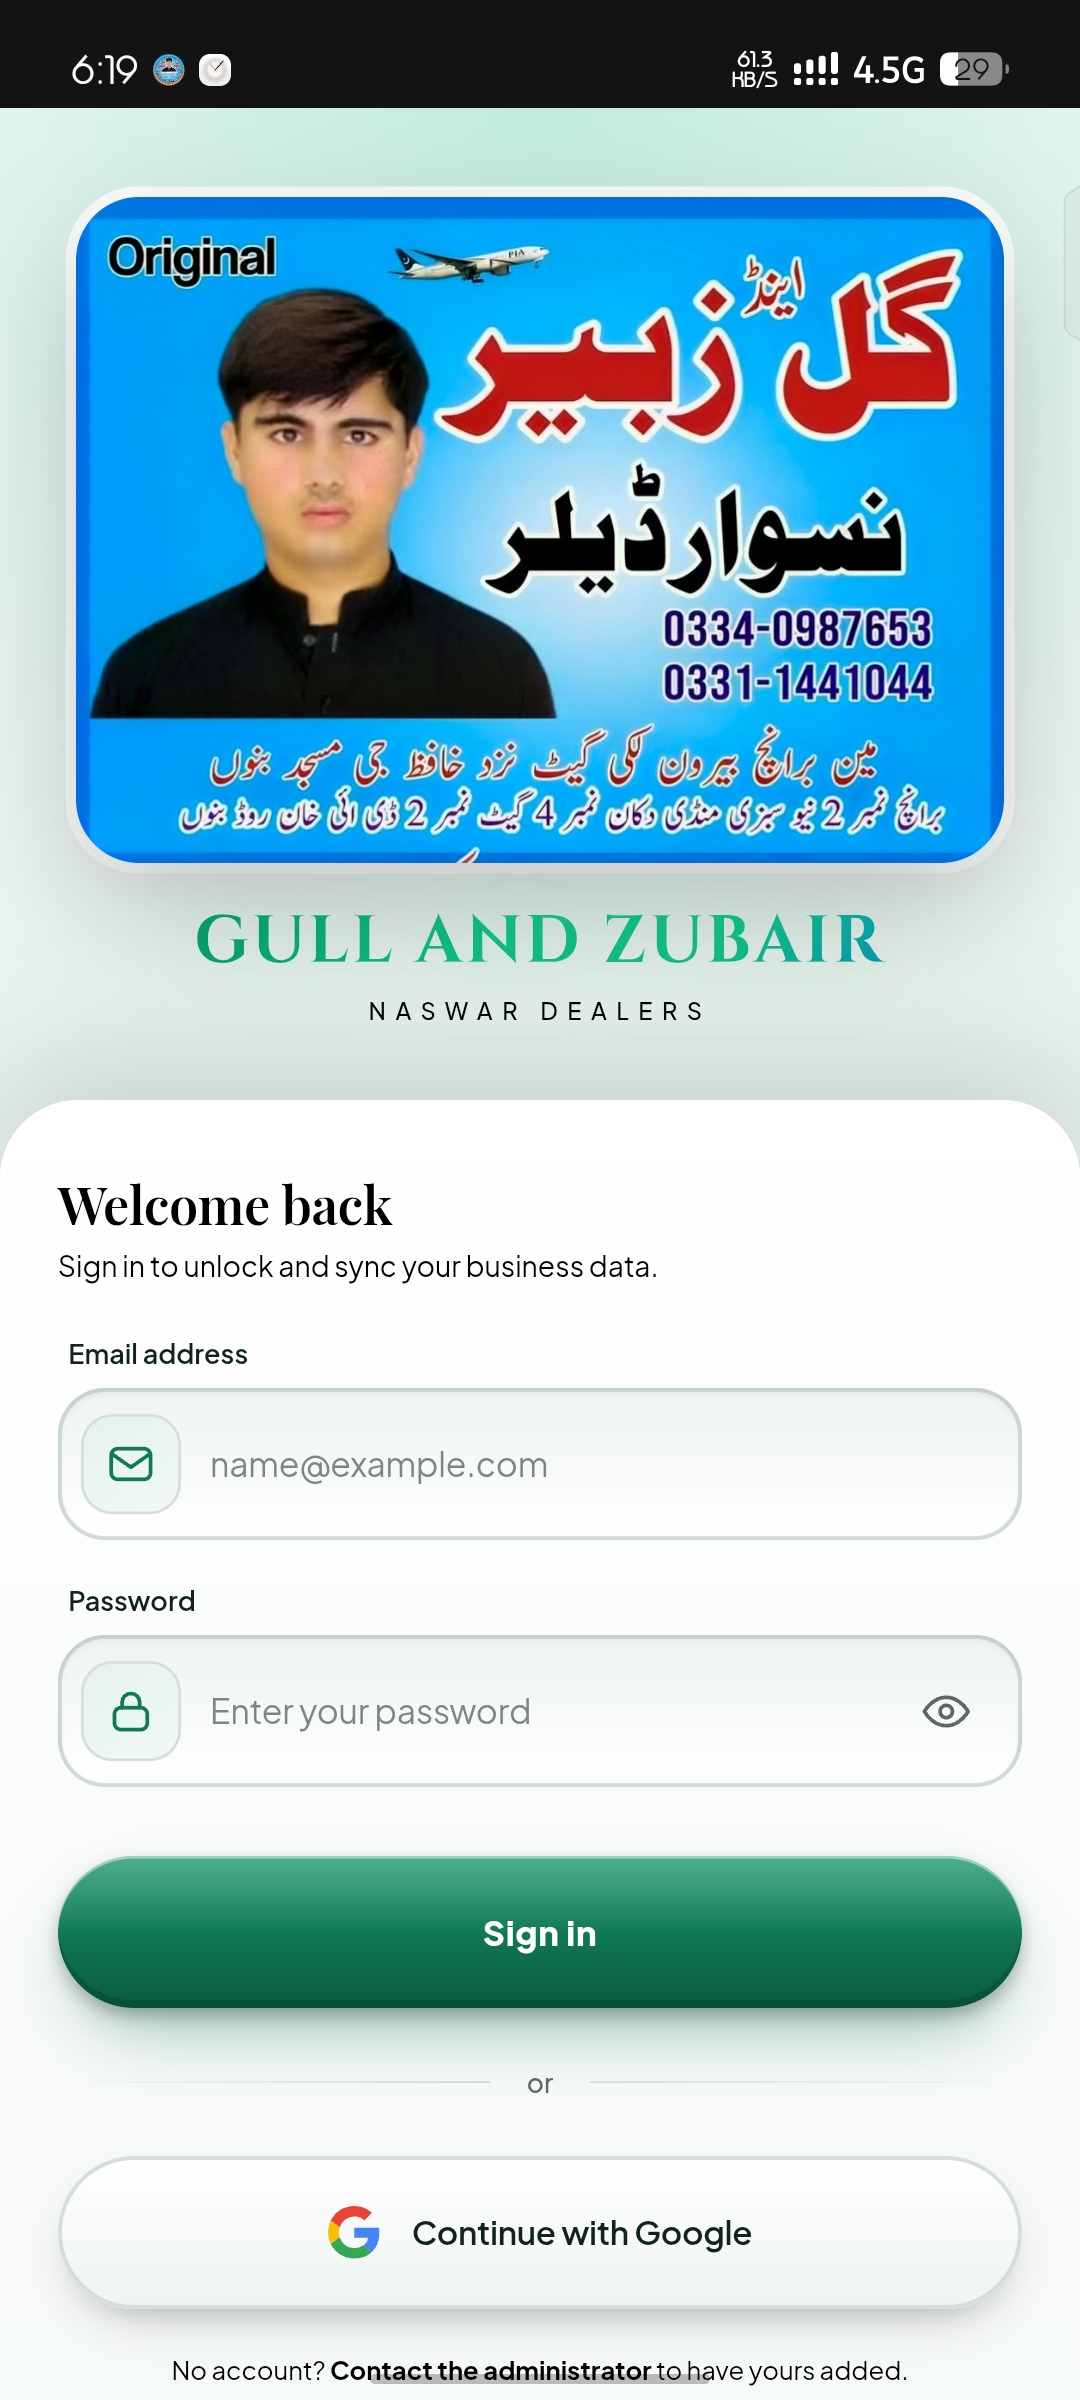 6:19
61.3 KB/S 4.5G 29
Original
PIA
گل اینڈ زبیر
نسوار ڈیلر
0334-0987653
0331-1441044
مین برانچ بیرون لکی گیٹ نزد خافظ جی مسجد بنوں
برانچ نمبر 2 نیو سبزی منڈی دکان نمبر 4 گیٹ نمبر 2 ڈی ائی خان روڈ بنوں
GULL AND ZUBAIR
NASWAR DEALERS
Welcome back
Sign in to unlock and sync your business data.
Email address
name@example.com
Password
Enter your password
Sign in
or
Continue with Google
No account? Contact the administrator to have yours added.